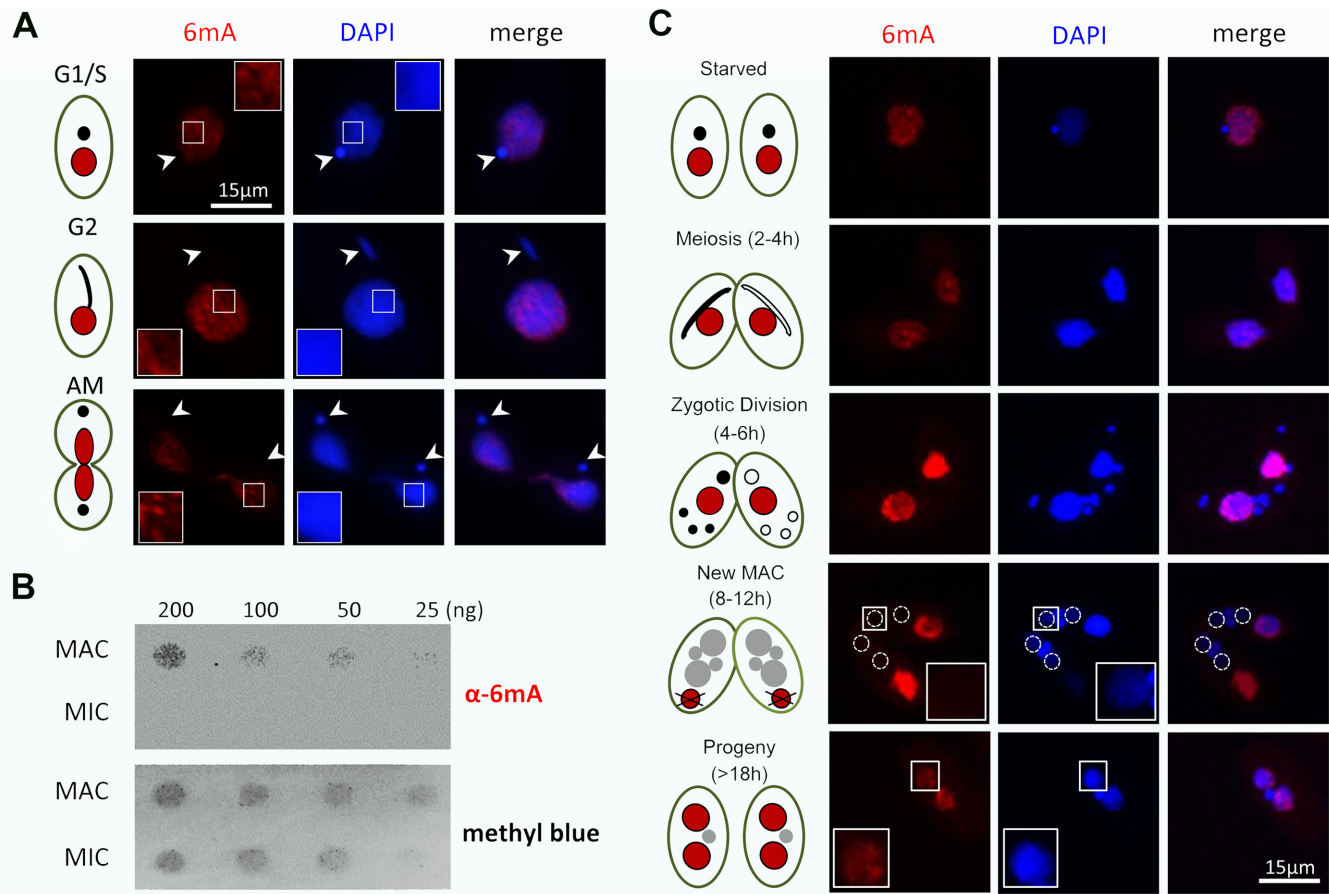 A
6mA DAPI merge
G1/S
15μm
G2
AM
B
200 100 50 25 (ng)
MAC
MIC
α-6mA
MAC
MIC
methyl blue
C
6mA DAPI merge
Starved
Meiosis (2-4h)
Zygotic Division
(4-6h)
New MAC
(8-12h)
Progeny
(>18h)
15μm